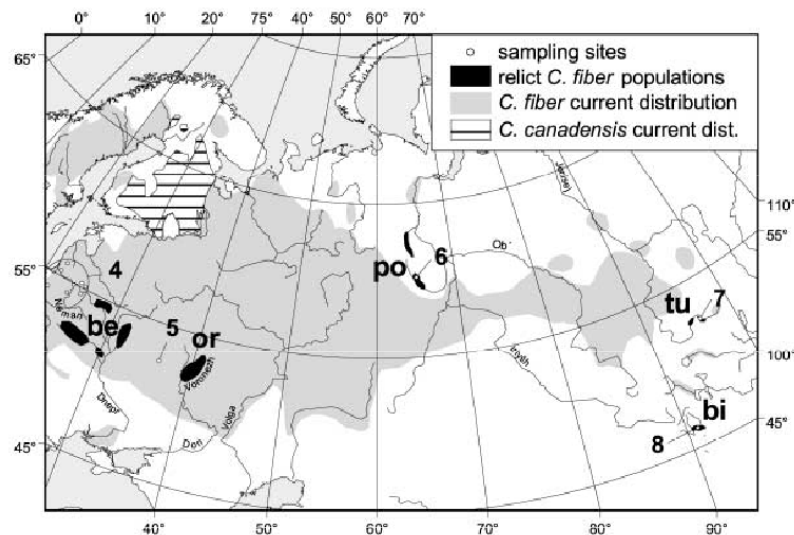 0° 10° 15° 20° 75° 40° 50° 60° 70°
65°
sampling sites
relict C. fiber populations
C. fiber current distribution
C. canadensis current dist.
110°
55°
Ob'
6
po
4
55°
tu 7
be 5 or
Voronezh
Irtysh
100°
Dnepr
Volga
bi
45°
8
45°
Don
40° 50° 60° 70° 80° 90°